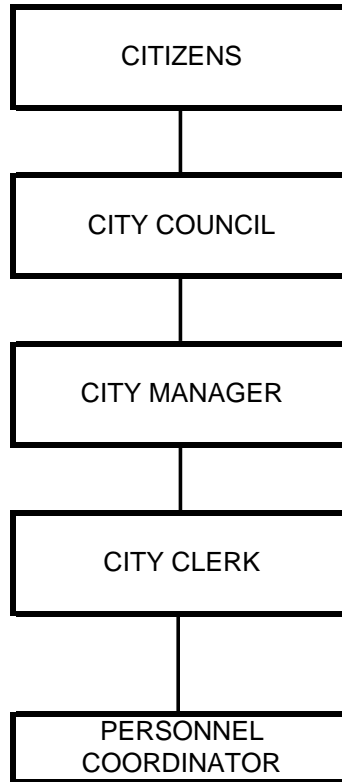 CITIZENS
CITY COUNCIL
CITY MANAGER
CITY CLERK
PERSONNEL
COORDINATOR